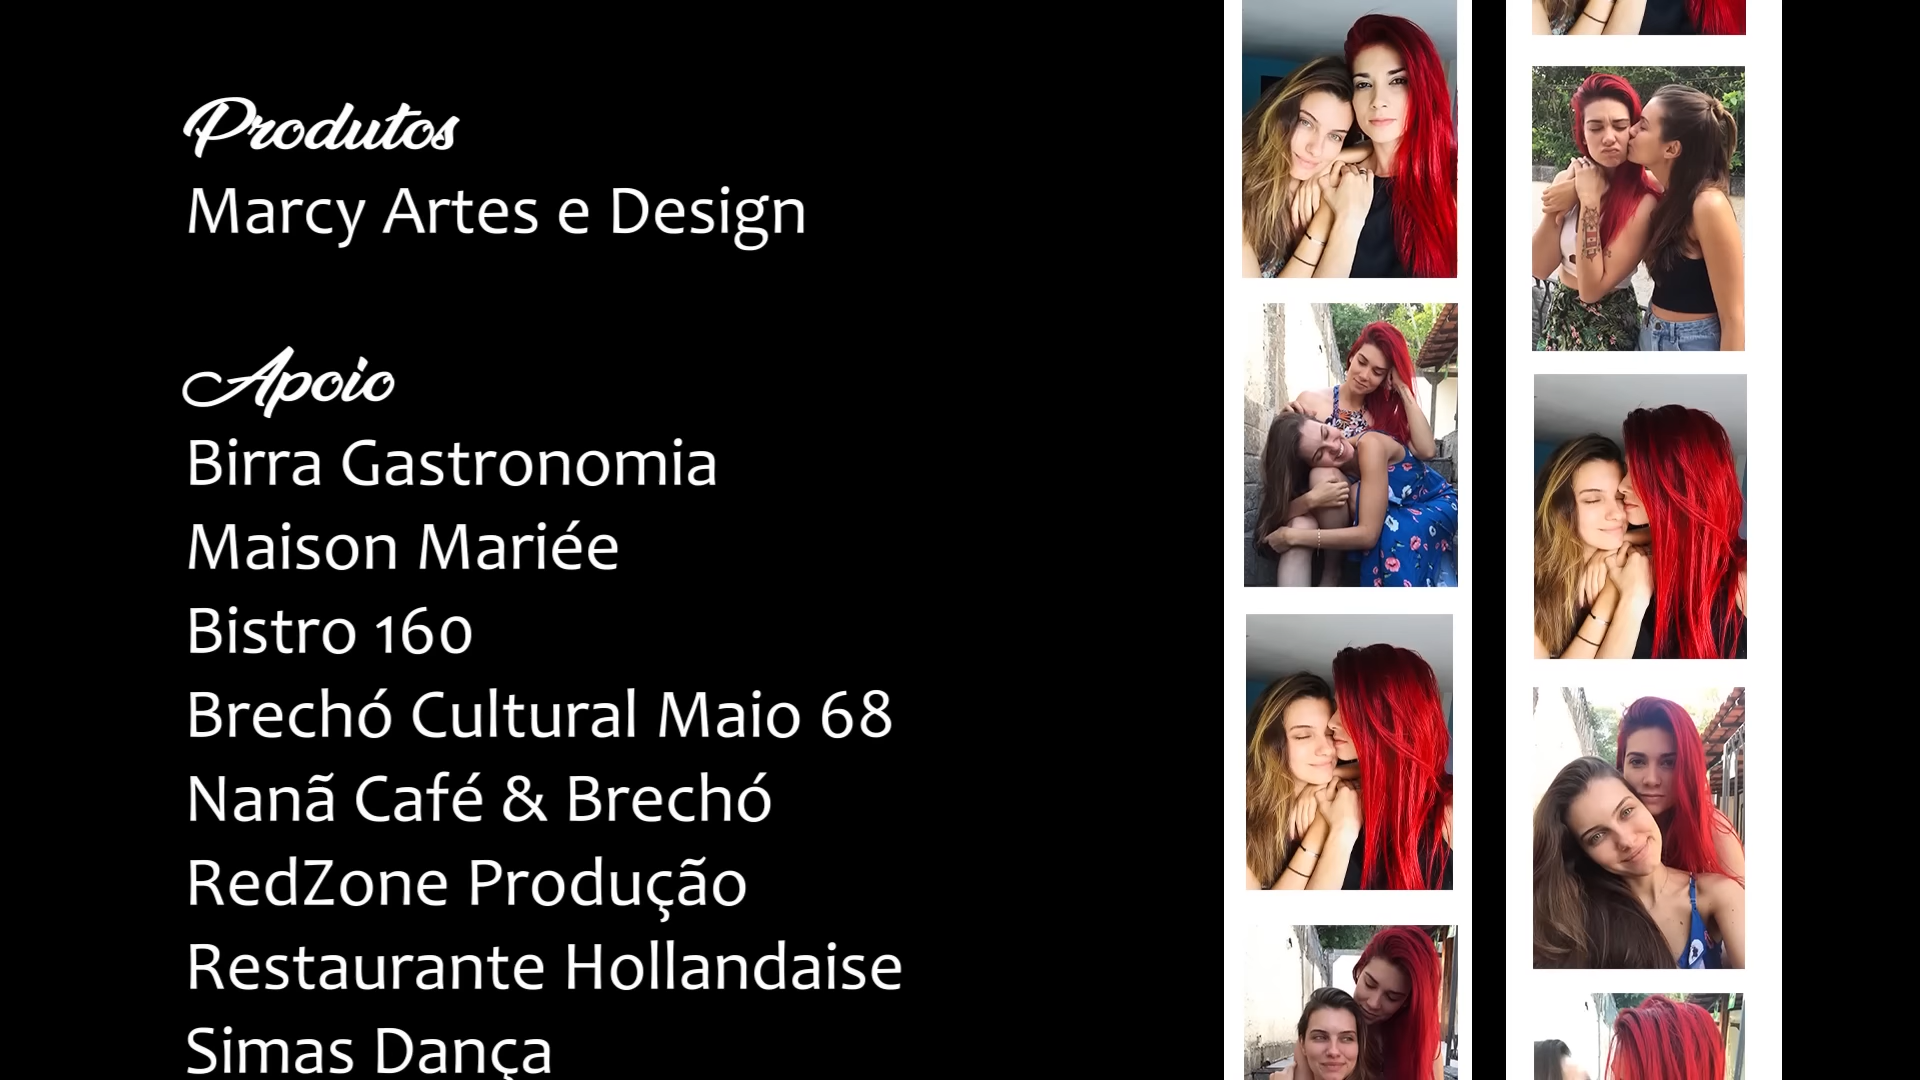 Produtos
Marcy Artes e Design
Apoio
Birra Gastronomia
Maison Mariée
Bistro 160
Brechó Cultural Maio 68
Nanã Café & Brechó
RedZone Produção
Restaurante Hollandaise
Simas Dança